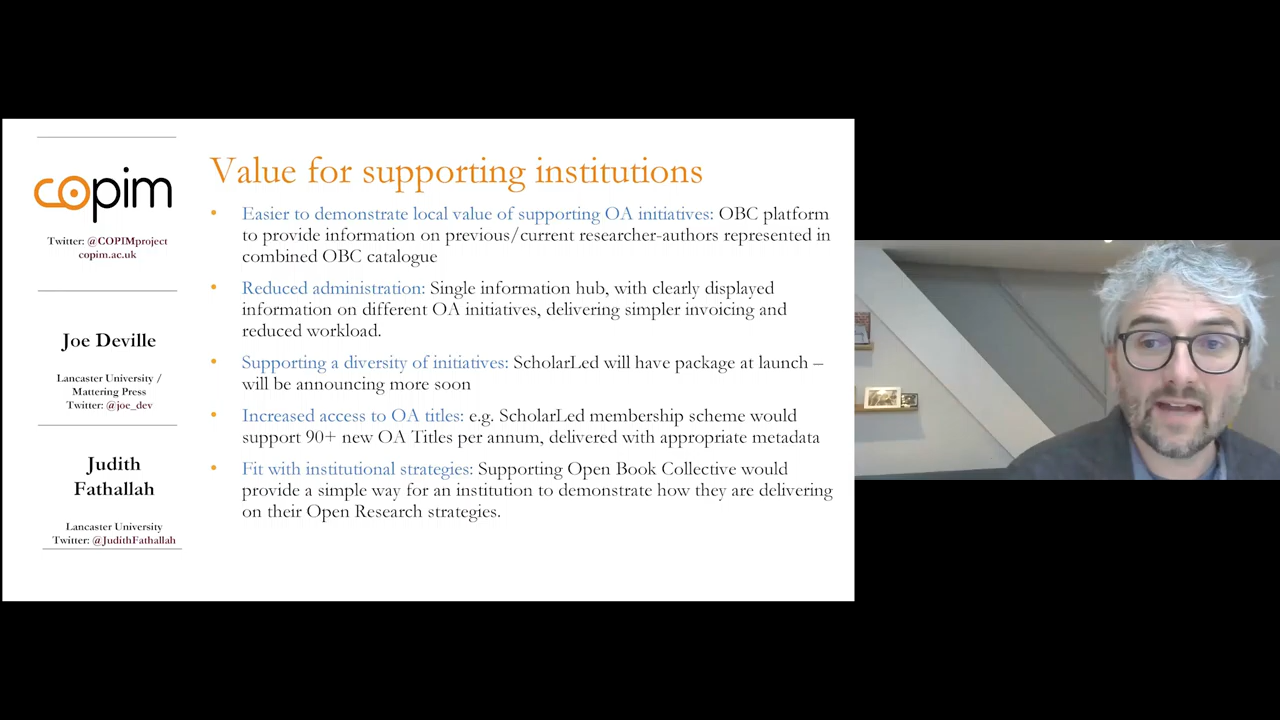 copim
Twitter: @COPIMproject
copim.ac.uk
Joe Deville
Lancaster University /
Mattering Press
Twitter: @joe_dev
Judith
Fathallah
Lancaster University
Twitter: @JudithFathallah
Value for supporting institutions
• Easier to demonstrate local value of supporting OA initiatives: OBC platform
to provide information on previous/current researcher-authors represented in
combined OBC catalogue
• Reduced administration: Single information hub, with clearly displayed
information on different OA initiatives, delivering simpler invoicing and
reduced workload.
• Supporting a diversity of initiatives: ScholarLed will have package at launch –
will be announcing more soon
• Increased access to OA titles: e.g. ScholarLed membership scheme would
support 90+ new OA Titles per annum, delivered with appropriate metadata
• Fit with institutional strategies: Supporting Open Book Collective would
provide a simple way for an institution to demonstrate how they are delivering
on their Open Research strategies.